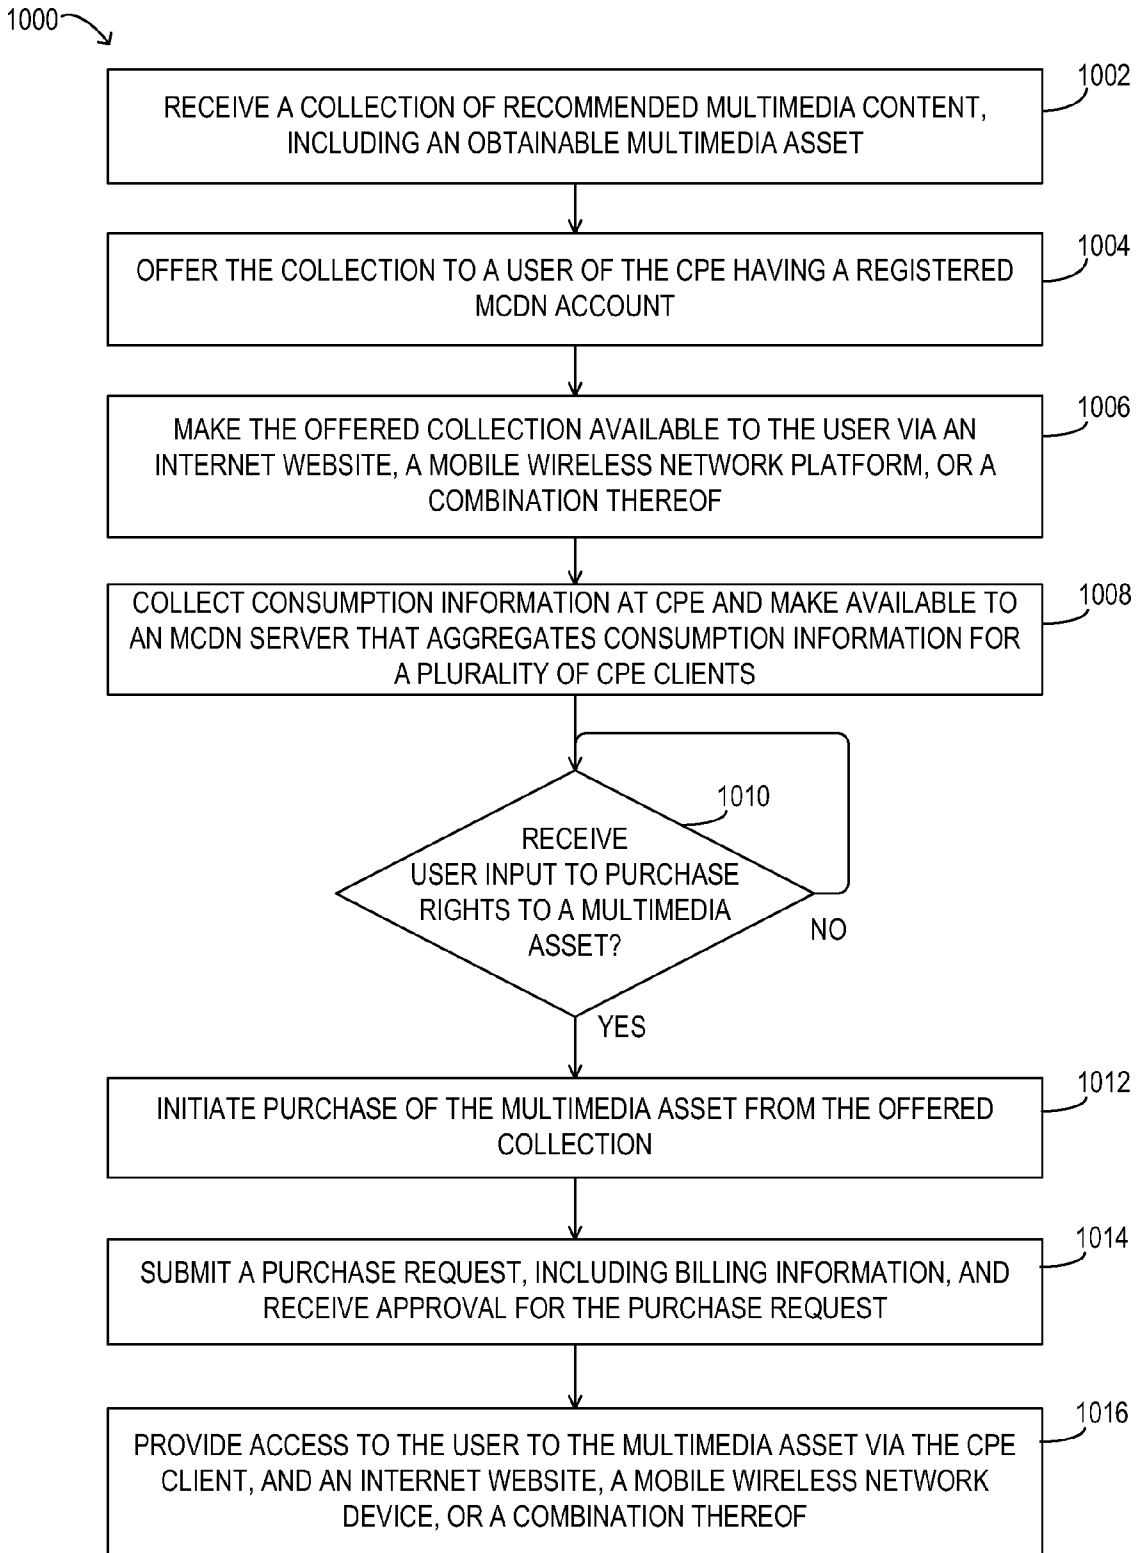 1000
1002
RECEIVE A COLLECTION OF RECOMMENDED MULTIMEDIA CONTENT,
INCLUDING AN OBTAINABLE MULTIMEDIA ASSET
1004
OFFER THE COLLECTION TO A USER OF THE CPE HAVING A REGISTERED
MCDN ACCOUNT
1006
MAKE THE OFFERED COLLECTION AVAILABLE TO THE USER VIA AN
INTERNET WEBSITE, A MOBILE WIRELESS NETWORK PLATFORM, OR A
COMBINATION THEREOF
1008
COLLECT CONSUMPTION INFORMATION AT CPE AND MAKE AVAILABLE TO
AN MCDN SERVER THAT AGGREGATES CONSUMPTION INFORMATION FOR
A PLURALITY OF CPE CLIENTS
1010
RECEIVE
USER INPUT TO PURCHASE
RIGHTS TO A MULTIMEDIA
ASSET?
NO
YES
1012
INITIATE PURCHASE OF THE MULTIMEDIA ASSET FROM THE OFFERED
COLLECTION
1014
SUBMIT A PURCHASE REQUEST, INCLUDING BILLING INFORMATION, AND
RECEIVE APPROVAL FOR THE PURCHASE REQUEST
1016
PROVIDE ACCESS TO THE USER TO THE MULTIMEDIA ASSET VIA THE CPE
CLIENT, AND AN INTERNET WEBSITE, A MOBILE WIRELESS NETWORK
DEVICE, OR A COMBINATION THEREOF